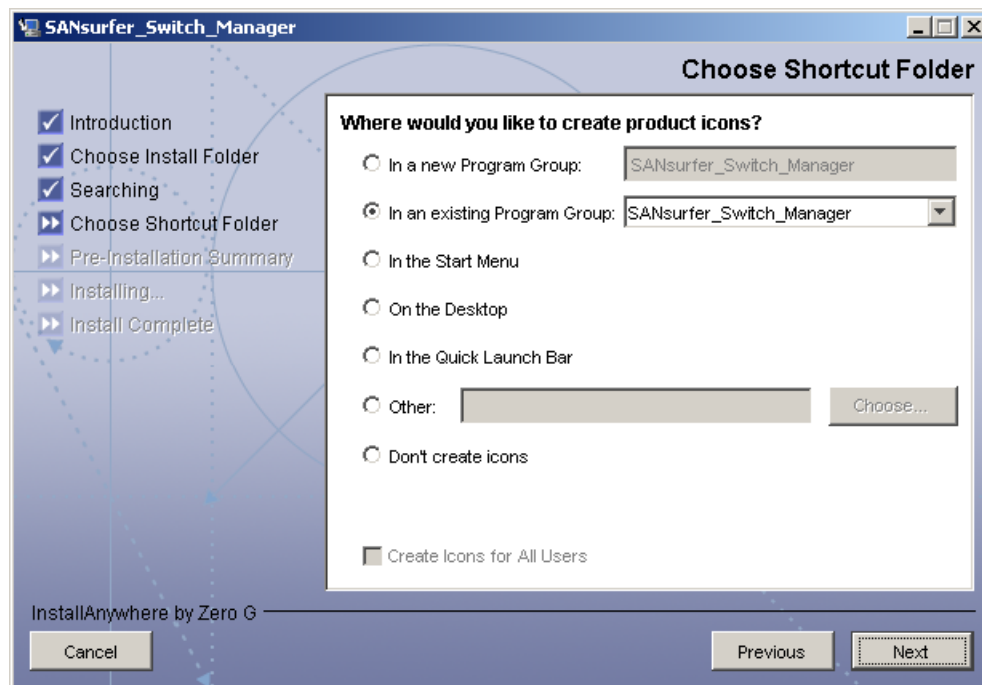 SANsurfer_Switch_Manager
Choose Shortcut Folder
Introduction
Choose Install Folder
Searching
Choose Shortcut Folder
Pre-Installation Summary
Installing...
Install Complete
Where would you like to create product icons?
In a new Program Group: SANsurfer_Switch_Manager
In an existing Program Group: SANsurfer_Switch_Manager
In the Start Menu
On the Desktop
In the Quick Launch Bar
Other: Choose...
Don't create icons
Create Icons for All Users
InstallAnywhere by Zero G
Cancel Previous Next